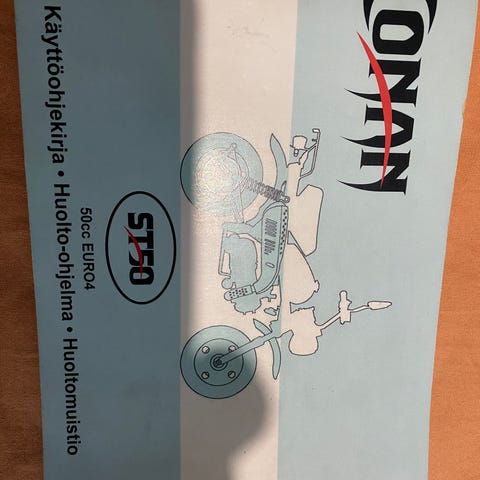 CONAN
ST50
50cc EURO4
Käyttöohjekirja • Huolto-ohjelma • Huoltomuistio